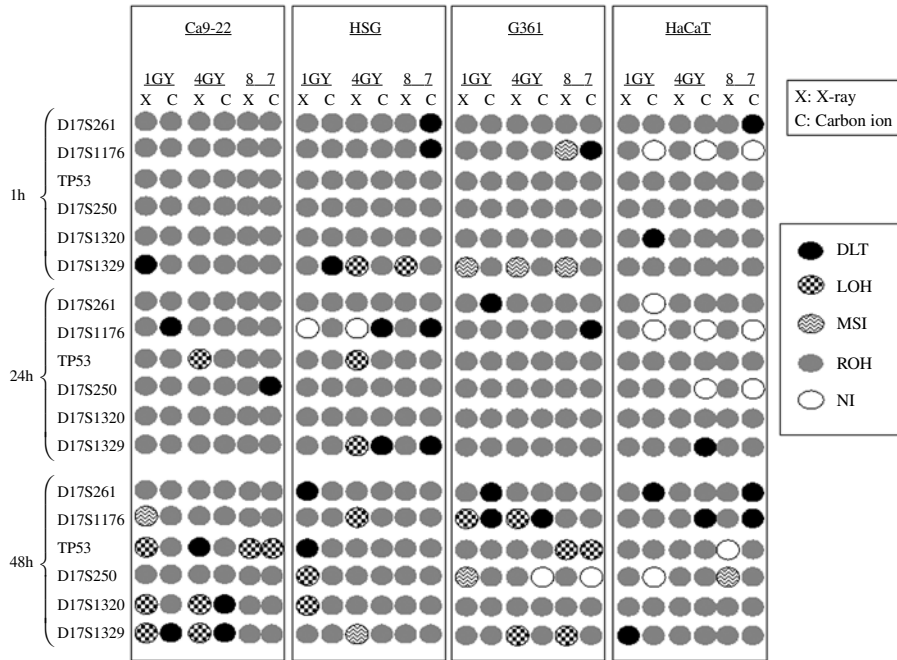 Ca9-22 HSG G361 HaCaT
1GY 4GY 8 7 1GY 4GY 8 7 1GY 4GY 8 7 1GY 4GY 8 7
X C X C X C X C X C X C X C X C X C X C X C X C
X: X-ray
C: Carbon ion
1h
D17S261
D17S1176
TP53
D17S250
D17S1320
D17S1329
24h
D17S261
D17S1176
TP53
D17S250
D17S1320
D17S1329
48h
D17S261
D17S1176
TP53
D17S250
D17S1320
D17S1329
DLT
LOH
MSI
ROH
NI